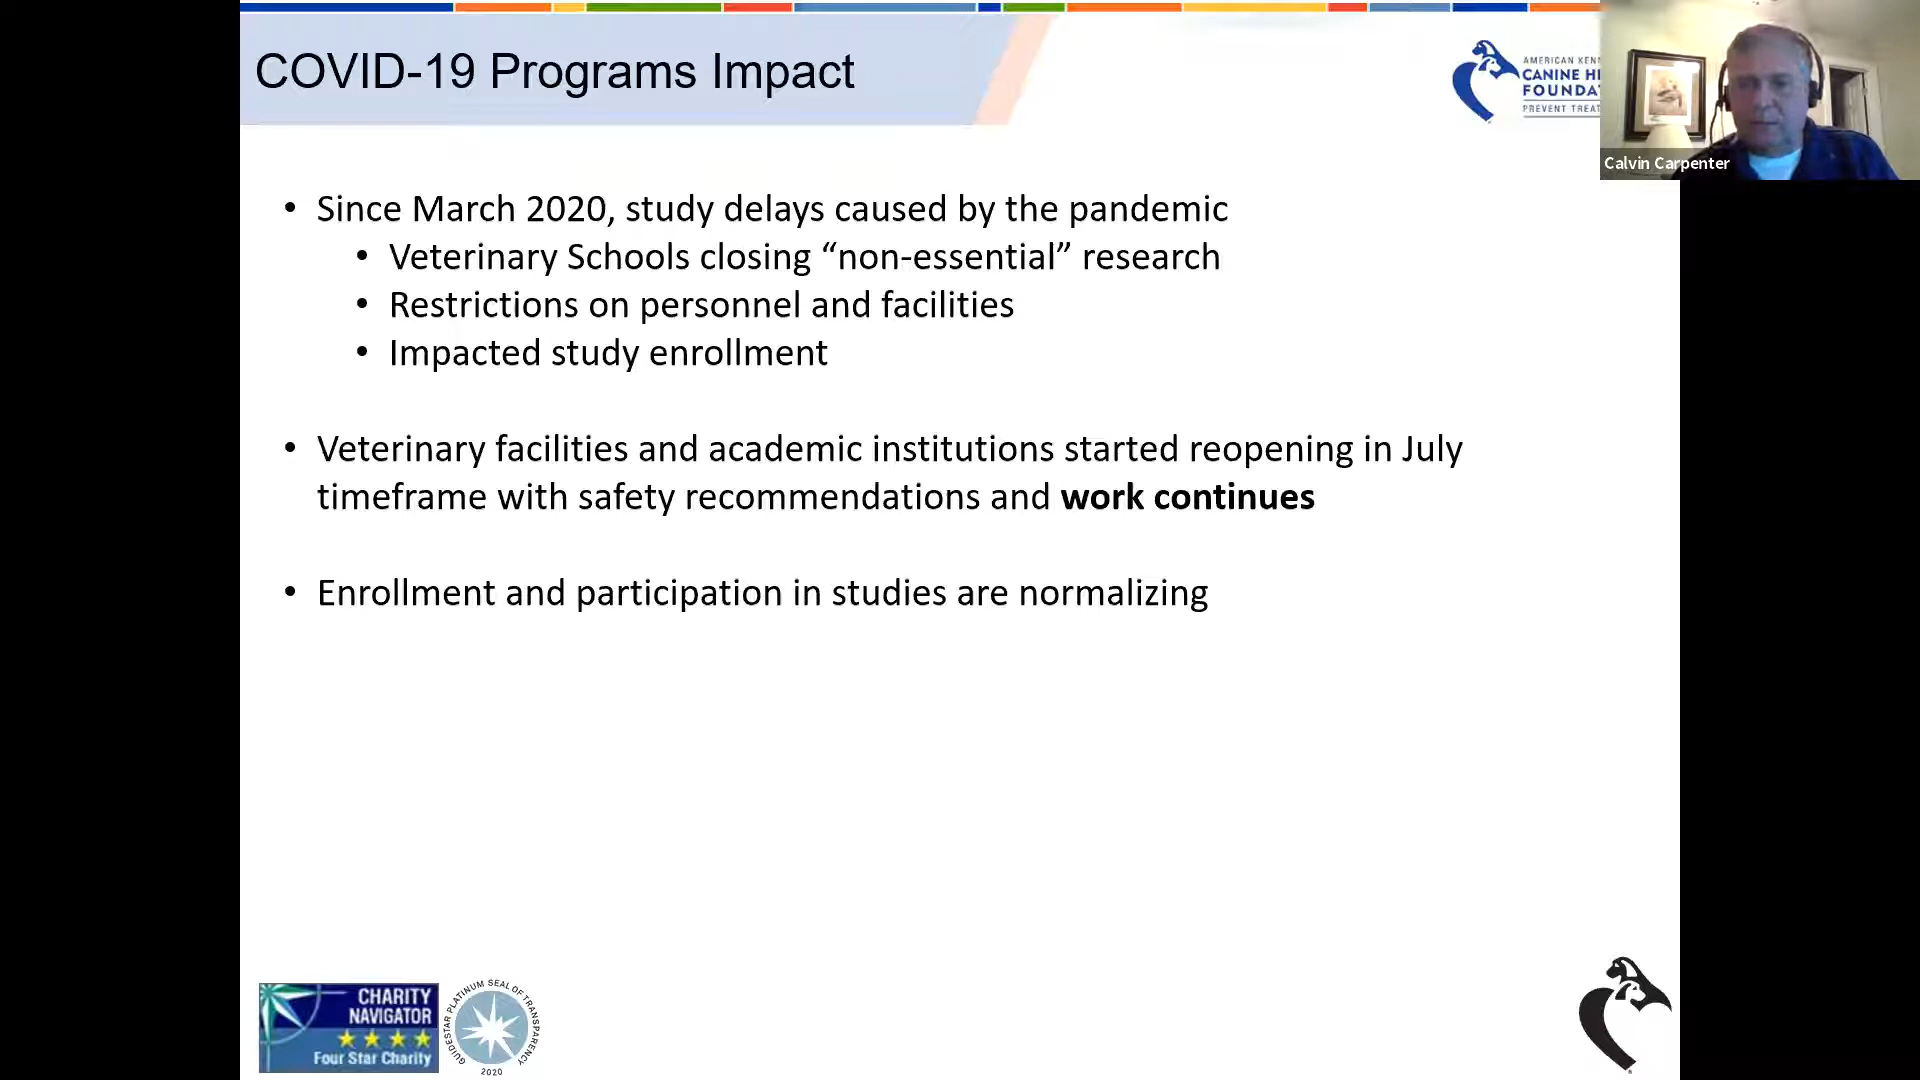 COVID-19 Programs Impact
AMERICAN
CANINE
PREVENT
Calvin Carpenter
• Since March 2020, study delays caused by the pandemic
• Veterinary Schools closing “non-essential” research
• Restrictions on personnel and facilities
• Impacted study enrollment
• Veterinary facilities and academic institutions started reopening in July
timeframe with safety recommendations and work continues
• Enrollment and participation in studies are normalizing
CHARITY
NAVIGATOR
Four Star Charity
GUIDESTAR PLATINUM SEAL OF TRANSPARENCY
2020